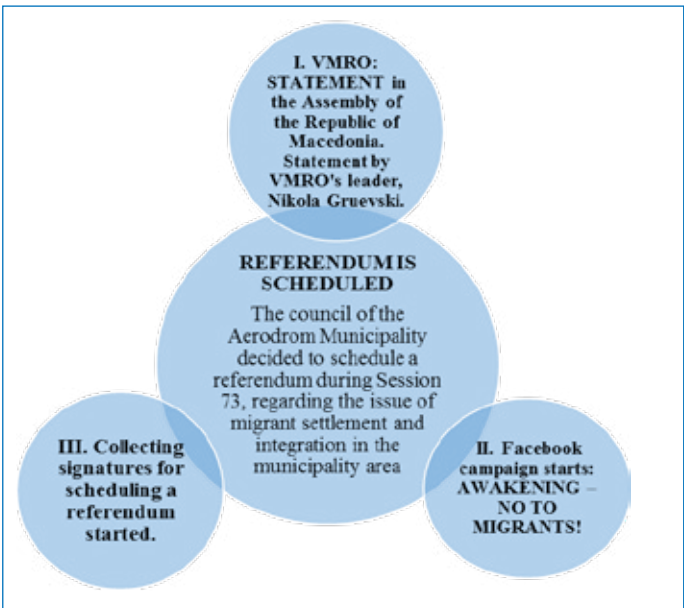 I. VMRO:
STATEMENT in
the Assembly of
the Republic of
Macedonia.
Statement by
VMRO's leader,
Nikola Gruevski.
REFERENDUM IS
SCHEDULED
The council of the
Aerodrom Municipality
decided to schedule a
referendum during Session
73, regarding the issue of
migrant settlement and
integration in the
municipality area
II. Facebook
campaign starts:
AWAKENING –
NO TO
MIGRANTS!
III. Collecting
signatures for
scheduling a
referendum
started.